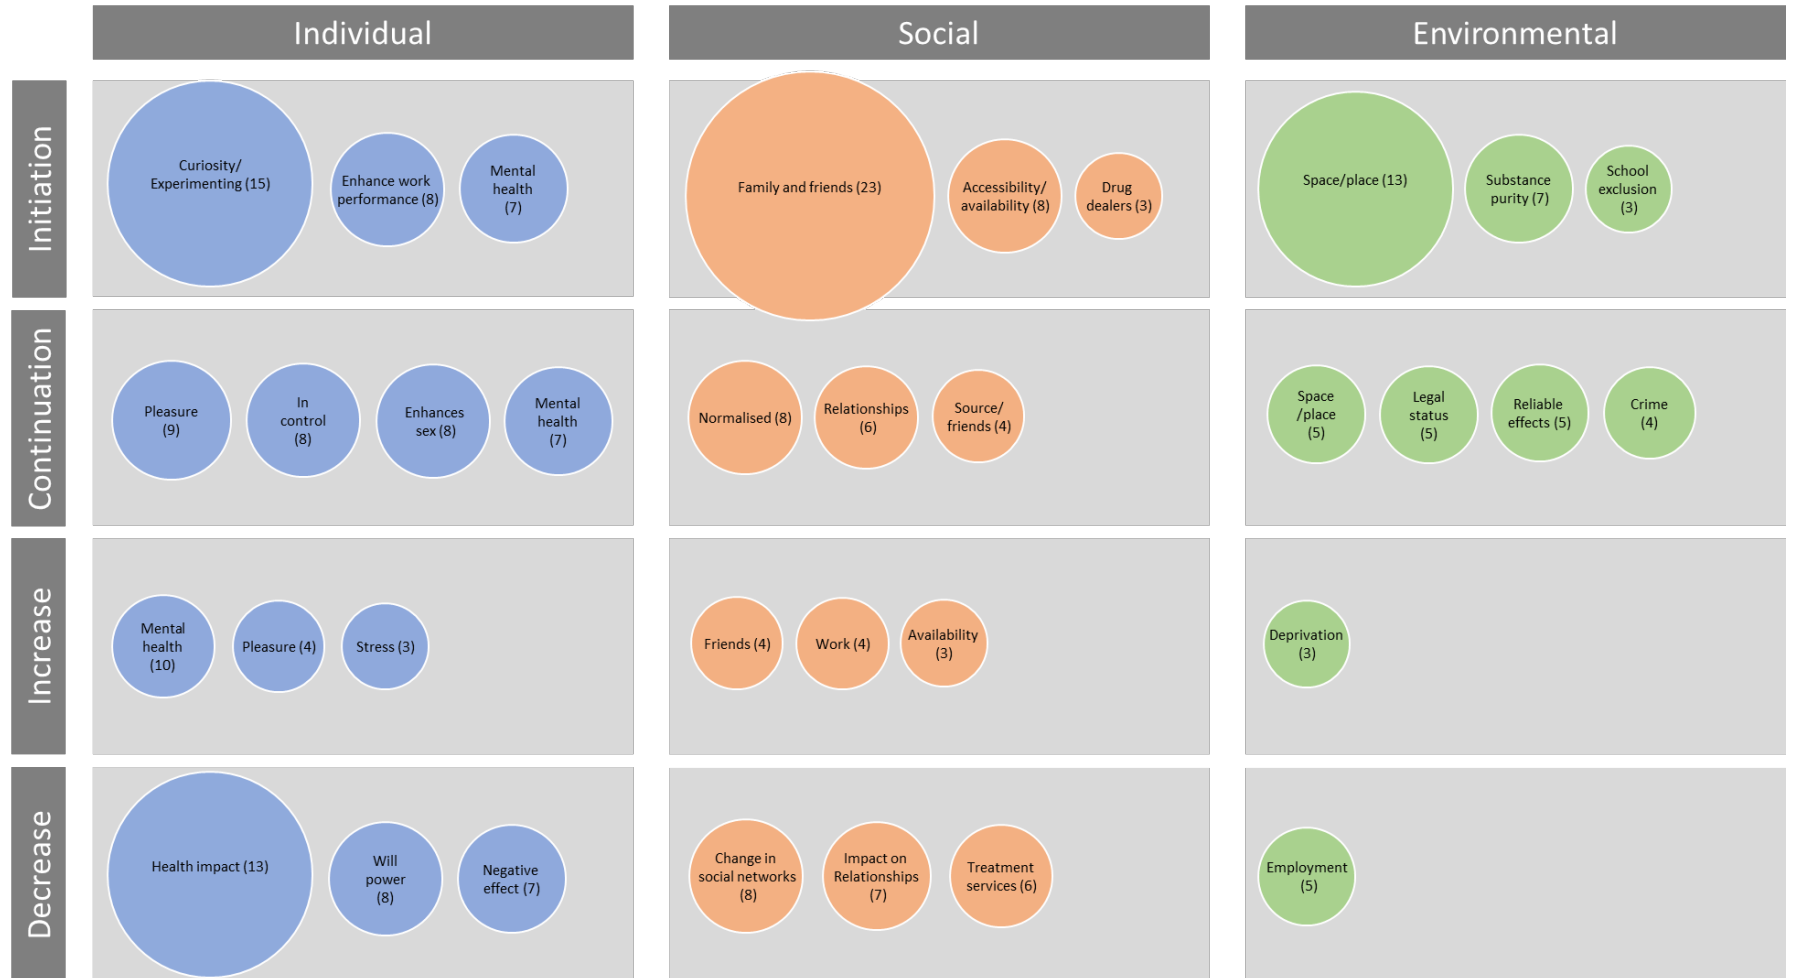 Individual
Social
Environmental
Initiation
Curiosity/
Experimenting (15)
Enhance work
performance (8)
Mental
health
(7)
Family and friends (23)
Accessibility/
availability (8)
Drug
dealers (3)
Space/place (13)
Substance
purity (7)
School
exclusion
(3)
Continuation
Pleasure
(9)
In
control
(8)
Enhances
sex (8)
Mental
health
(7)
Normalised (8)
Relationships
(6)
Source/
friends (4)
Space
/place
(5)
Legal
status
(5)
Reliable
effects (5)
Crime
(4)
Increase
Mental
health
(10)
Pleasure (4)
Stress (3)
Friends (4)
Work (4)
Availability
(3)
Deprivation
(3)
Decrease
Health impact (13)
Will
power
(8)
Negative
effect (7)
Change in
social networks
(8)
Impact on
Relationships
(7)
Treatment
services (6)
Employment
(5)